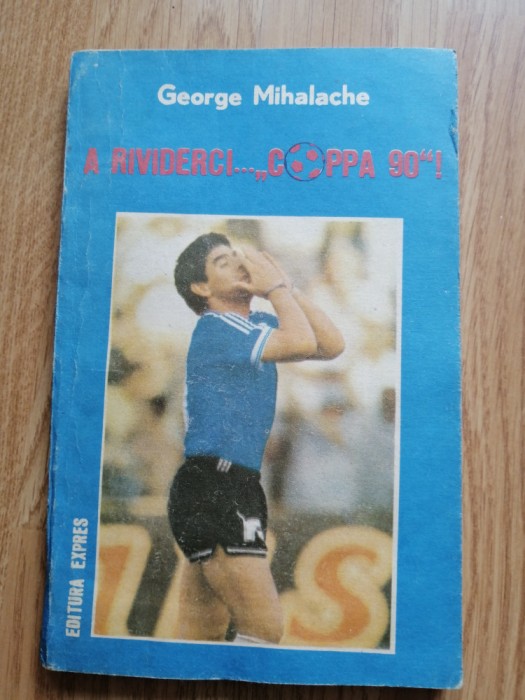 George Mihalache
A RIVIDERCI...„COPPA 90“!
EDITURA EXPRES